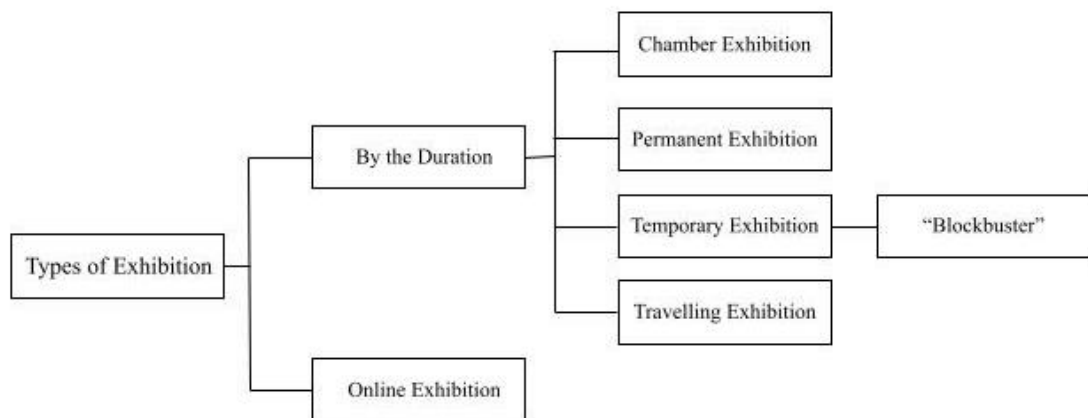 Types of Exhibition
By the Duration
Chamber Exhibition
Permanent Exhibition
Temporary Exhibition
“Blockbuster”
Travelling Exhibition
Online Exhibition